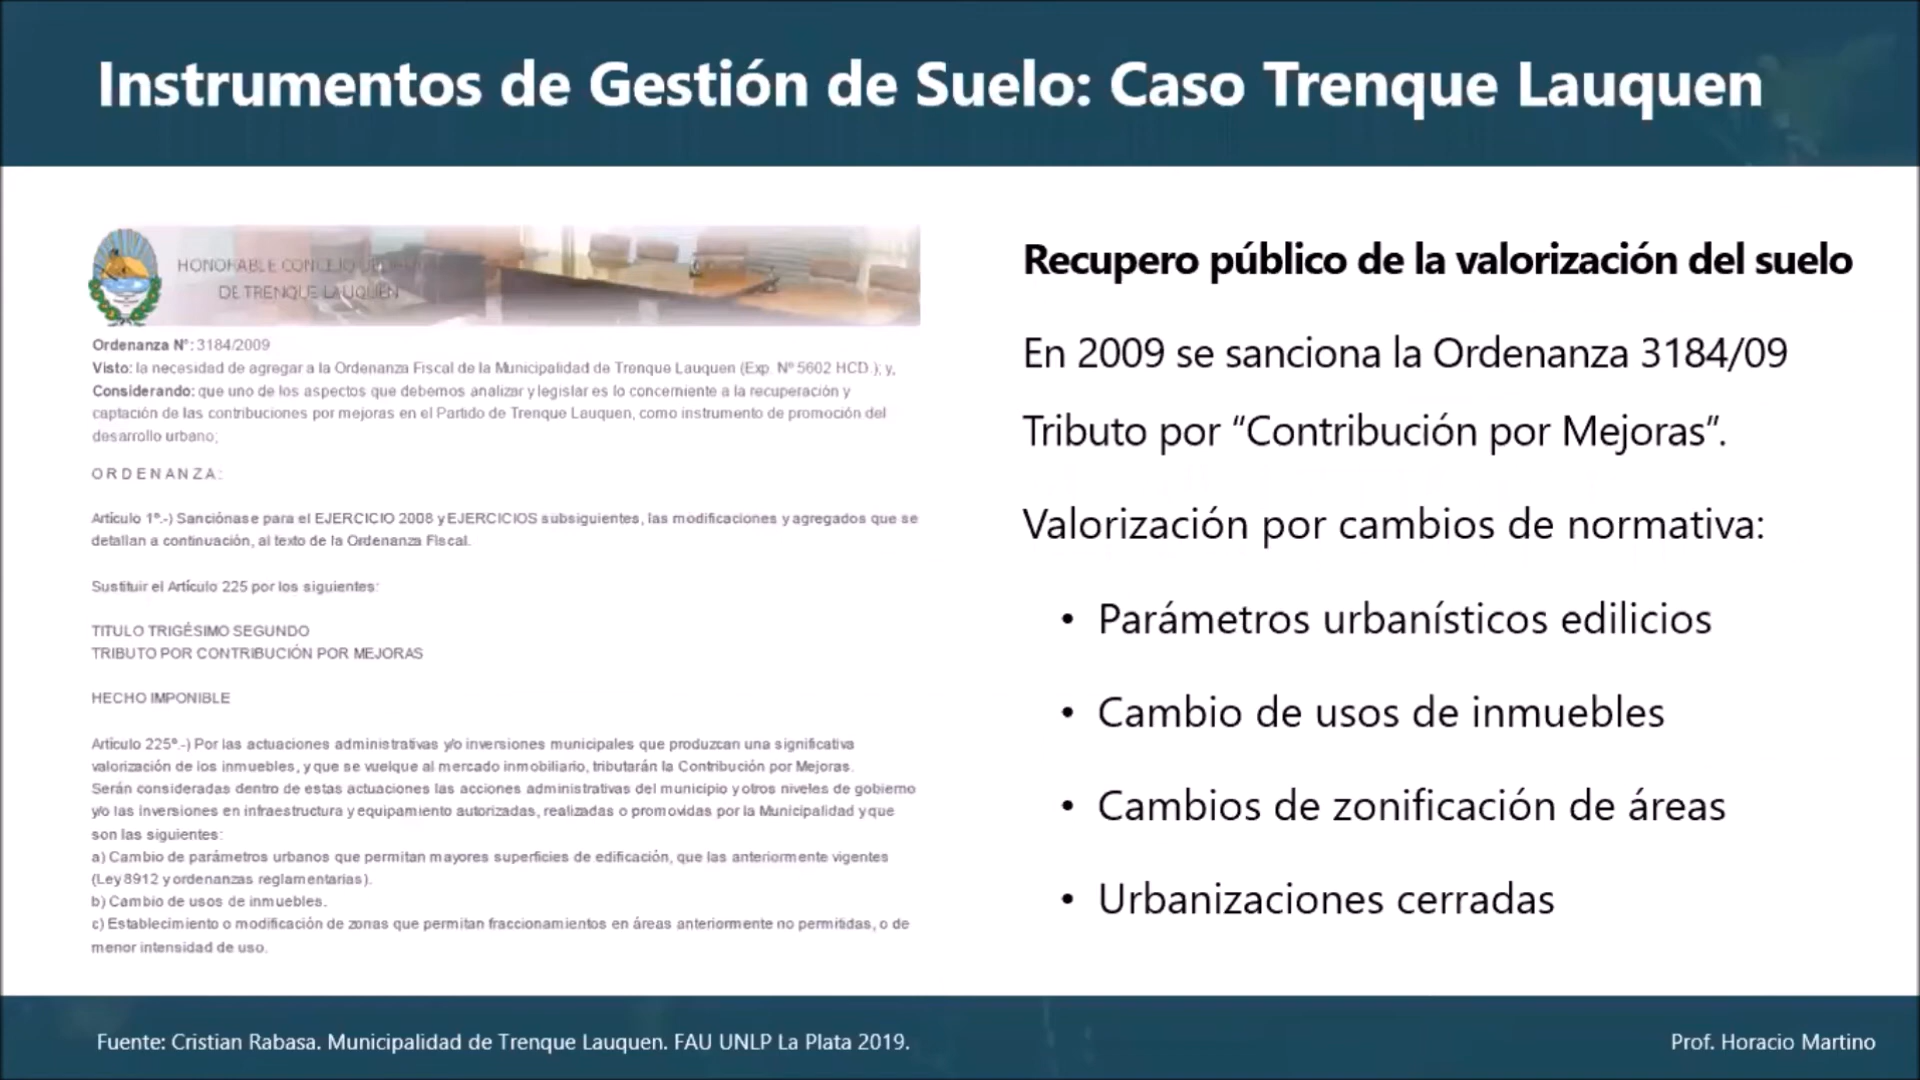 Instrumentos de Gestión de Suelo: Caso Trenque Lauquen
HONORABLE CONCEJO
DE TRENQUE LAUQUEN
Ordenanza N°: 3184/2009
Visto: la necesidad de agregar a la Ordenanza Fiscal de la Municipalidad de Trenque Lauquen (Exp. Nº 5602 HCD.); y,
Considerando: que uno de los aspectos que debemos analizar y legislar es lo concerniente a la recuperación y
captación de las contribuciones por mejoras en el Partido de Trenque Lauquen, como instrumento de promoción del
desarrollo urbano;
O R D E N A N Z A :
Artículo 1º.-) Sanciónase para el EJERCICIO 2008 y EJERCICIOS subsiguientes, las modificaciones y agregados que se
detallan a continuación, al texto de la Ordenanza Fiscal.
Sustituir el Artículo 225 por los siguientes:
TITULO TRIGÉSIMO SEGUNDO
TRIBUTO POR CONTRIBUCIÓN POR MEJORAS
HECHO IMPONIBLE
Artículo 225º.-) Por las actuaciones administrativas y/o inversiones municipales que produzcan una significativa
valorización de los inmuebles, y que se vuelque al mercado inmobiliario, tributarán la Contribución por Mejoras.
Serán consideradas dentro de estas actuaciones las acciones administrativas del municipio y otros niveles de gobierno
y/o las inversiones en infraestructura y equipamiento autorizadas, realizadas o promovidas por la Municipalidad y que
son las siguientes:
a) Cambio de parámetros urbanos que permitan mayores superficies de edificación, que las anteriormente vigentes
(Ley 8912 y ordenanzas reglamentarias).
b) Cambio de usos de inmuebles.
c) Establecimiento o modificación de zonas que permitan fraccionamientos en áreas anteriormente no permitidas, o de
menor intensidad de uso.
Recupero público de la valorización del suelo
En 2009 se sanciona la Ordenanza 3184/09
Tributo por “Contribución por Mejoras”.
Valorización por cambios de normativa:
• Parámetros urbanísticos edilicios
• Cambio de usos de inmuebles
• Cambios de zonificación de áreas
• Urbanizaciones cerradas
Fuente: Cristian Rabasa. Municipalidad de Trenque Lauquen. FAU UNLP La Plata 2019.
Prof. Horacio Martino